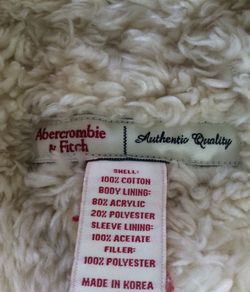 Abercrombie
& Fitch
Authentic Quality
SHELL:
100% COTTON
BODY LINING:
80% ACRYLIC
20% POLYESTER
SLEEVE LINING:
100% ACETATE
FILLER:
100% POLYESTER
MADE IN KOREA